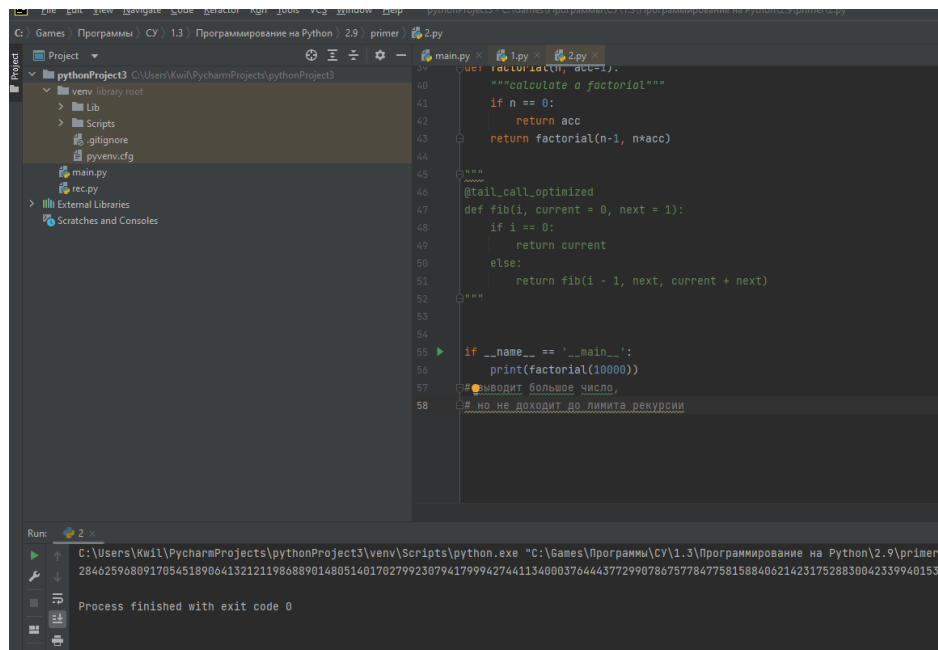 File Edit View Navigate Code Refactor Run Tools VCS Window Help
C: Games Программы СУ 1.3 Программирование на Python 2.9 primer 2.py
Project
Project
main.py 1.py 2.py
pythonProject3 C:\Users\Kwil\PycharmProjects\pythonProject3
venv library root
Lib
Scripts
.gitignore
pyvenv.cfg
main.py
rec.py
External Libraries
Scratches and Consoles
39 def factorial(n, acc=1):
40 """calculate a factorial"""
41 if n == 0:
42 return acc
43 return factorial(n-1, n*acc)
44
45 """
46 @tail_call_optimized
47 def fib(i, current = 0, next = 1):
48 if i == 0:
49 return current
50 else:
51 return fib(i - 1, next, current + next)
52 """
53
54
55 if __name__ == '__main__':
56 print(factorial(10000))
57 # выводит большое число,
58 # но не доходит до лимита рекурсии
Run: 2
C:\Users\Kwil\PycharmProjects\pythonProject3\venv\Scripts\python.exe "C:\Games\Программы\СУ\1.3\Программирование на Python\2.9\primer
Process finished with exit code 0